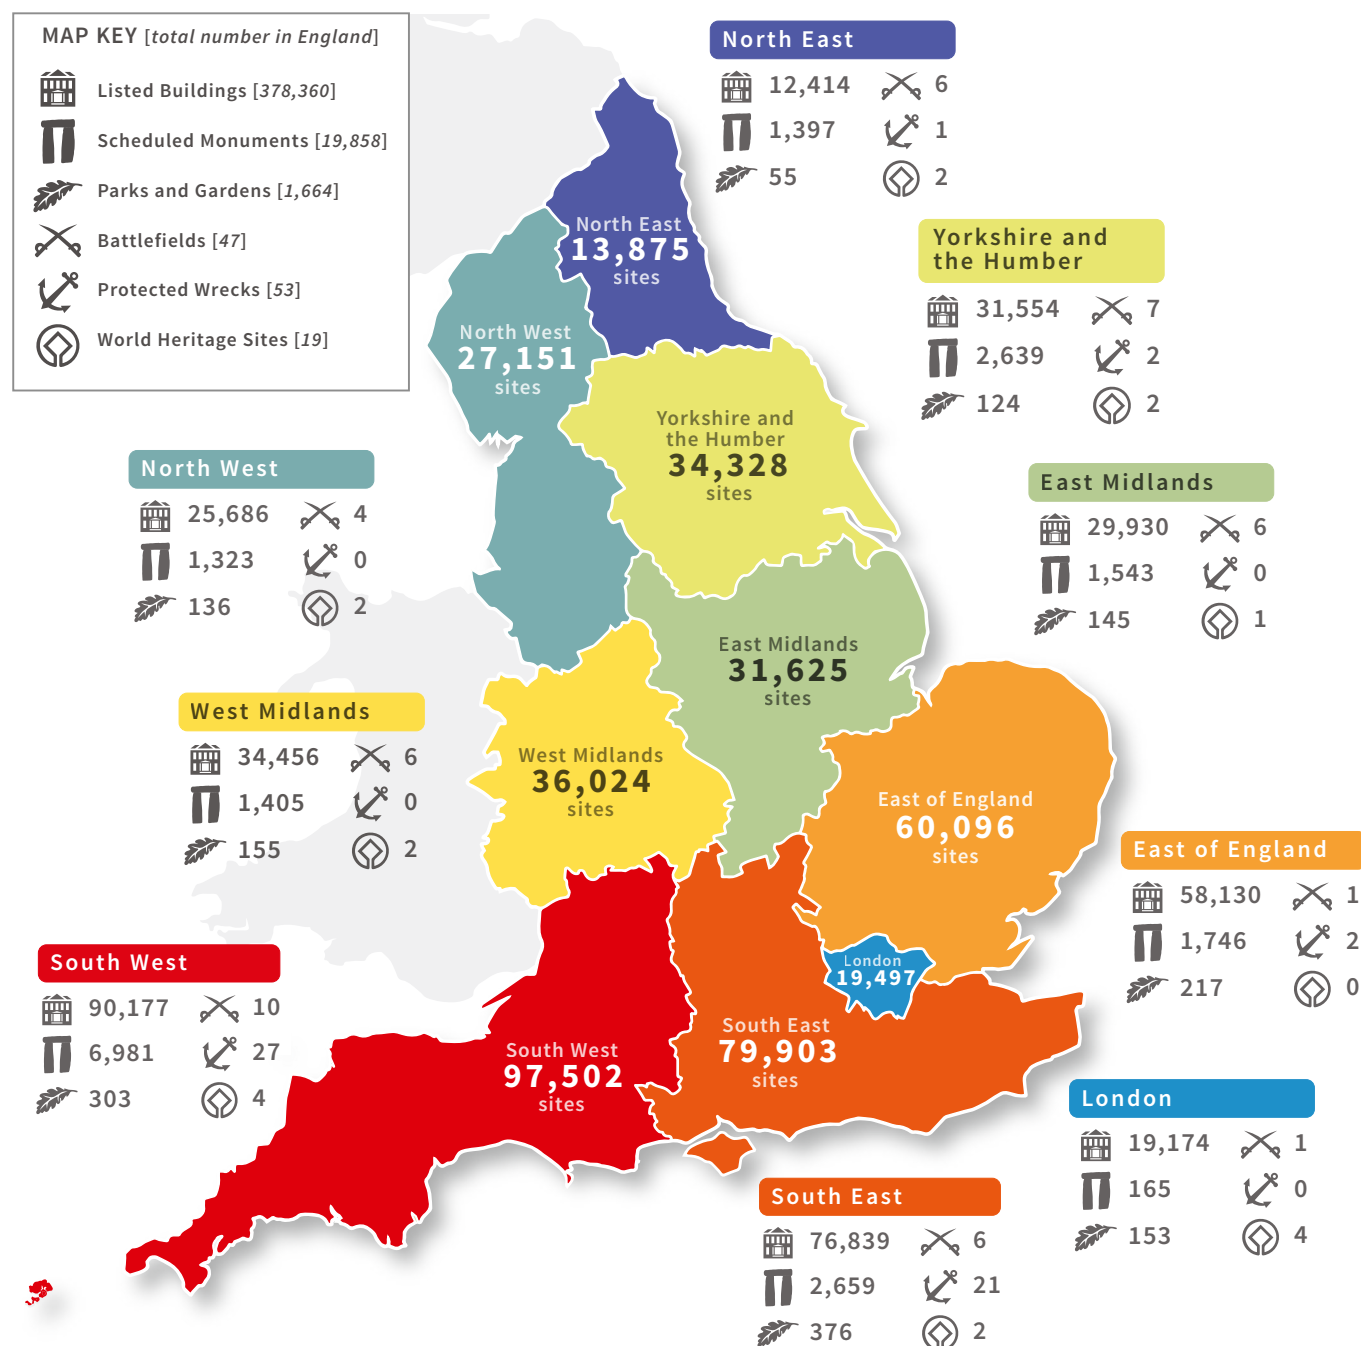 MAP KEY [total number in England]
Listed Buildings [378,360]
Scheduled Monuments [19,858]
Parks and Gardens [1,664]
Battlefields [47]
Protected Wrecks [53]
World Heritage Sites [19]
North East
12,414 6
1,397 1
55 2
North East
13,875
sites
Yorkshire and
the Humber
31,554 7
2,639 2
124 2
North West
27,151
sites
Yorkshire and
the Humber
34,328
sites
North West
25,686 4
1,323 0
136 2
East Midlands
29,930 6
1,543 0
145 1
East Midlands
31,625
sites
West Midlands
34,456 6
1,405 0
155 2
West Midlands
36,024
sites
East of England
60,096
sites
East of England
58,130 1
1,746 2
217 0
South West
90,177 10
6,981 27
303 4
London
19,497
South West
97,502
sites
South East
79,903
sites
London
19,174 1
165 0
153 4
South East
76,839 6
2,659 21
376 2